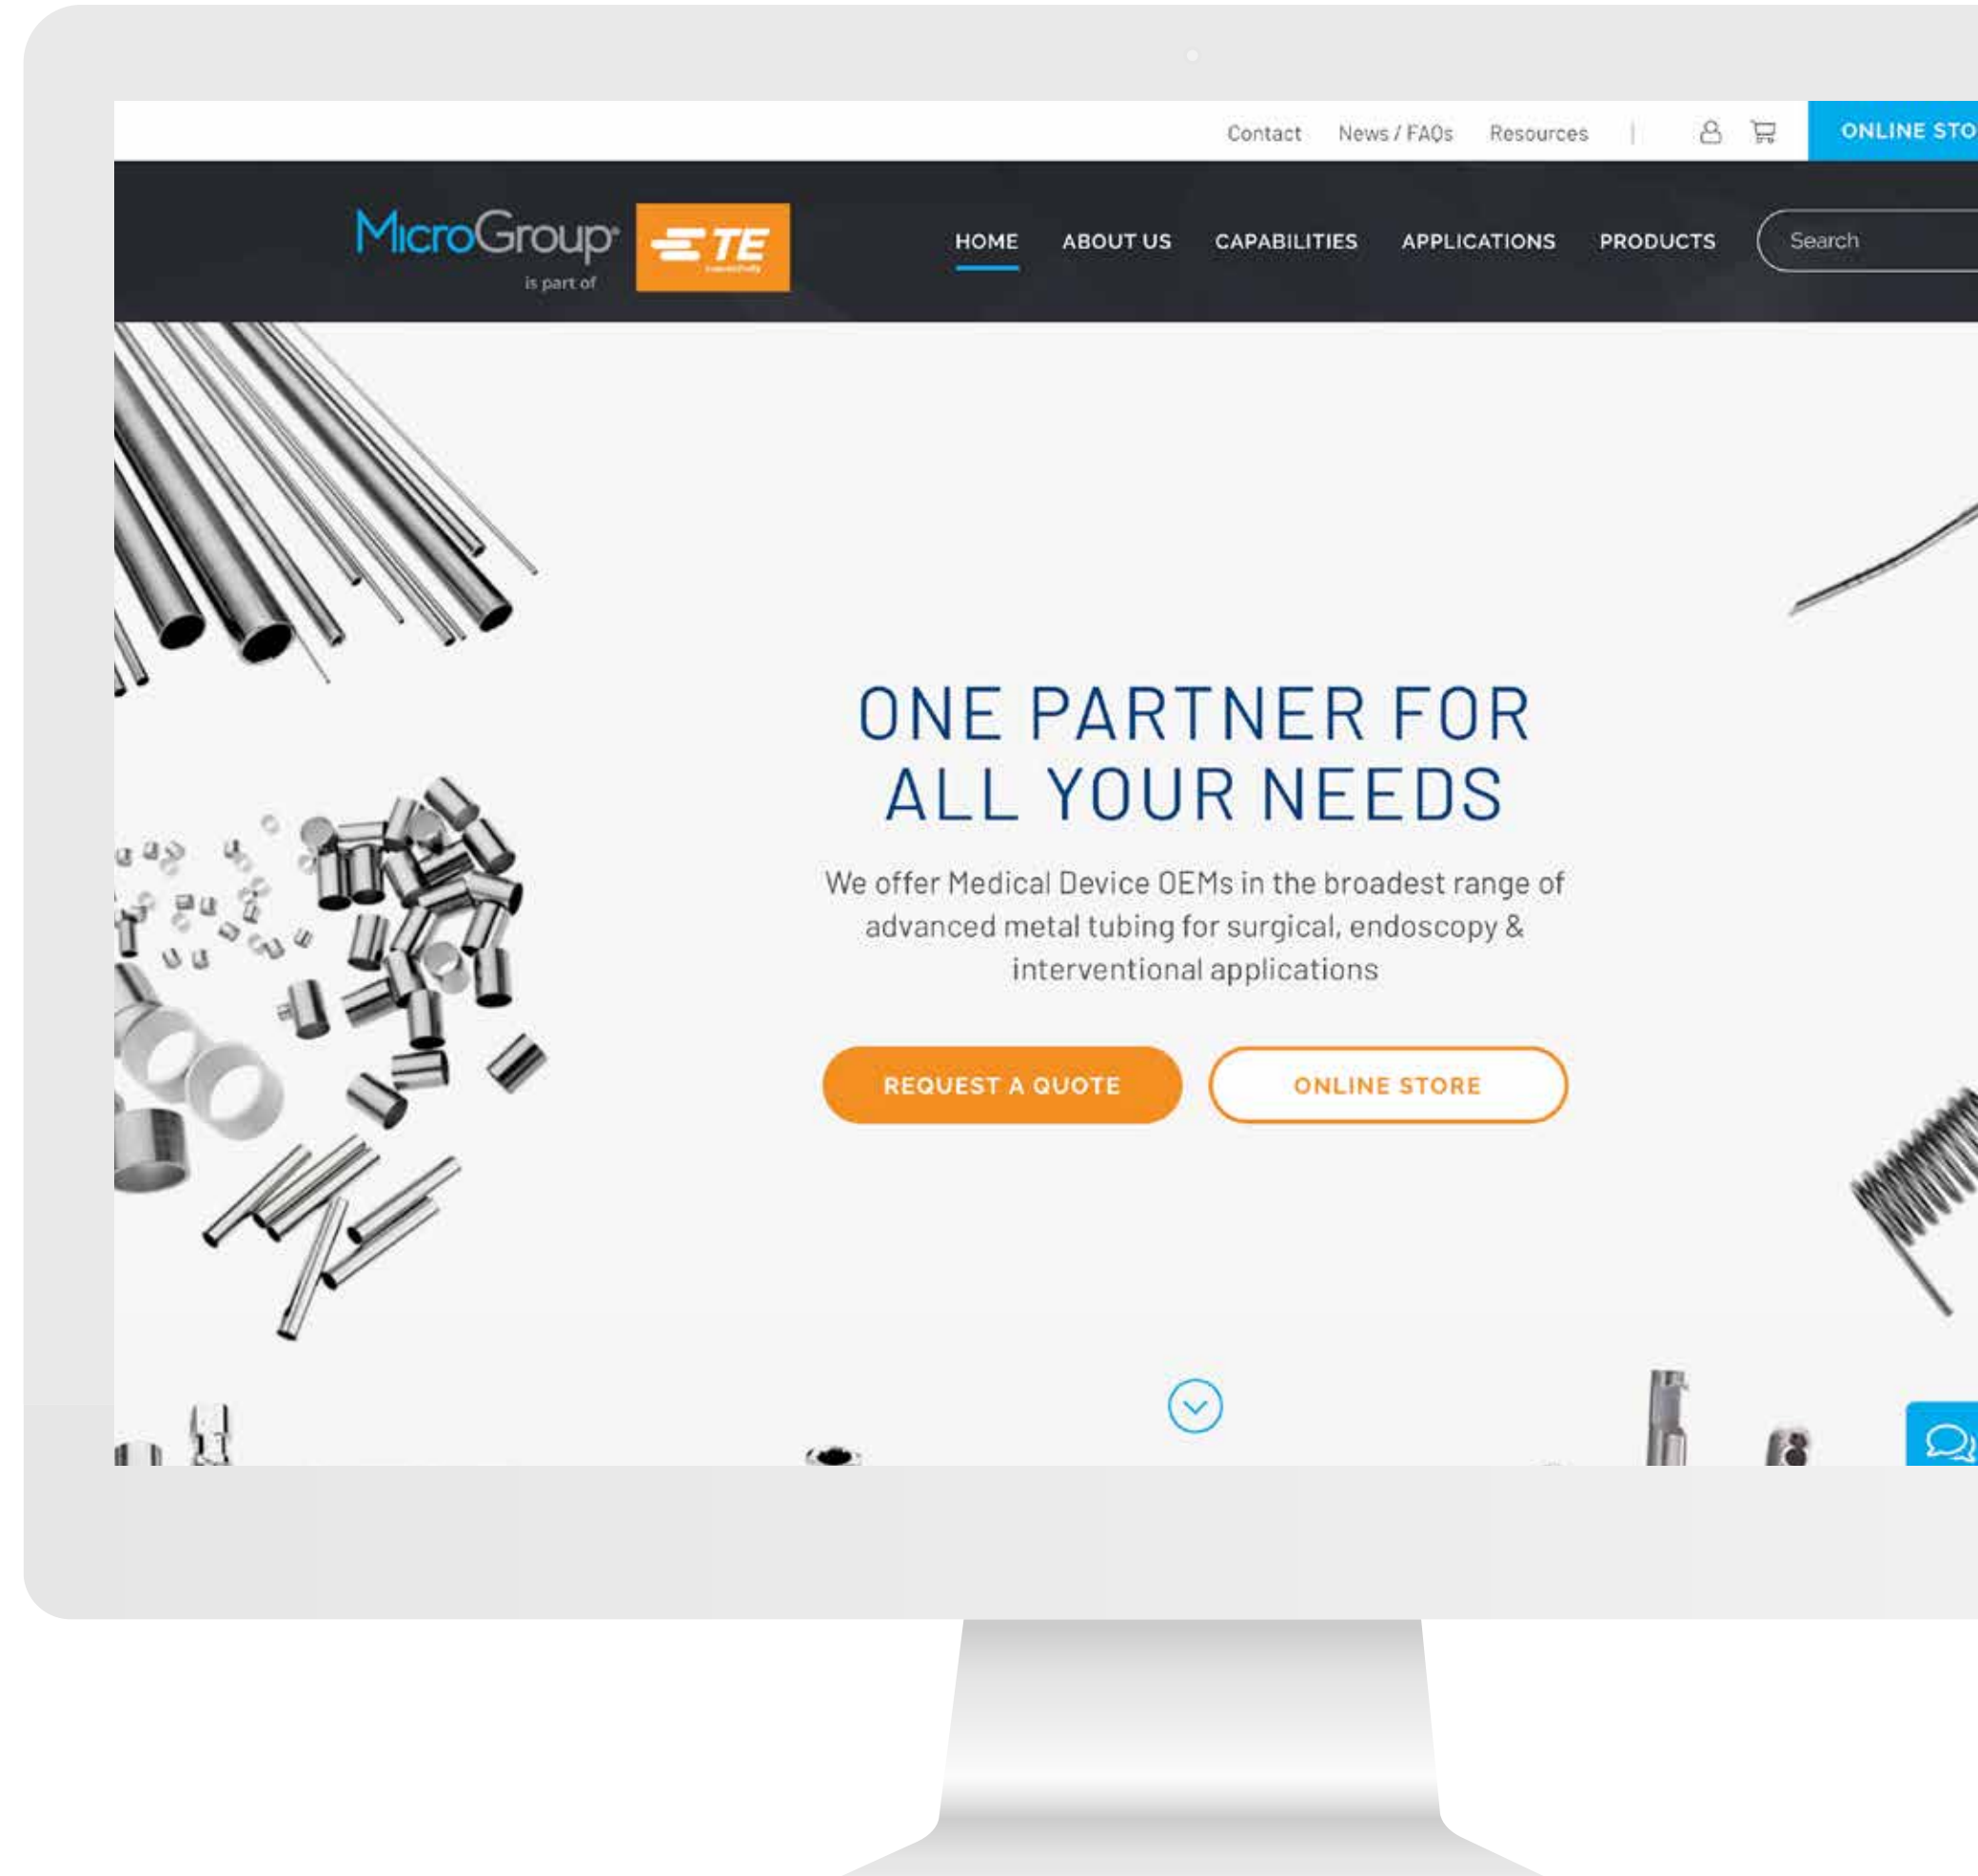 Contact News / FAQs Resources | ONLINE STO
MicroGroup®
is part of
TE
HOME ABOUT US CAPABILITIES APPLICATIONS PRODUCTS Search
ONE PARTNER FOR
ALL YOUR NEEDS
We offer Medical Device OEMs in the broadest range of
advanced metal tubing for surgical, endoscopy &
interventional applications
REQUEST A QUOTE ONLINE STORE